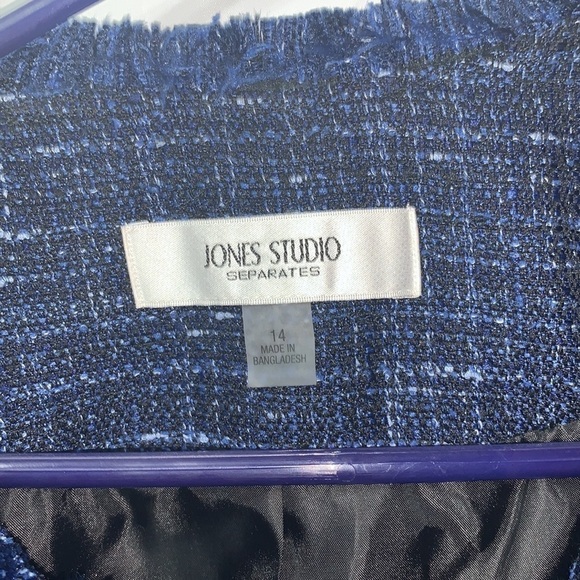 JONES STUDIO
SEPARATES
14
MADE IN
BANGLADESH